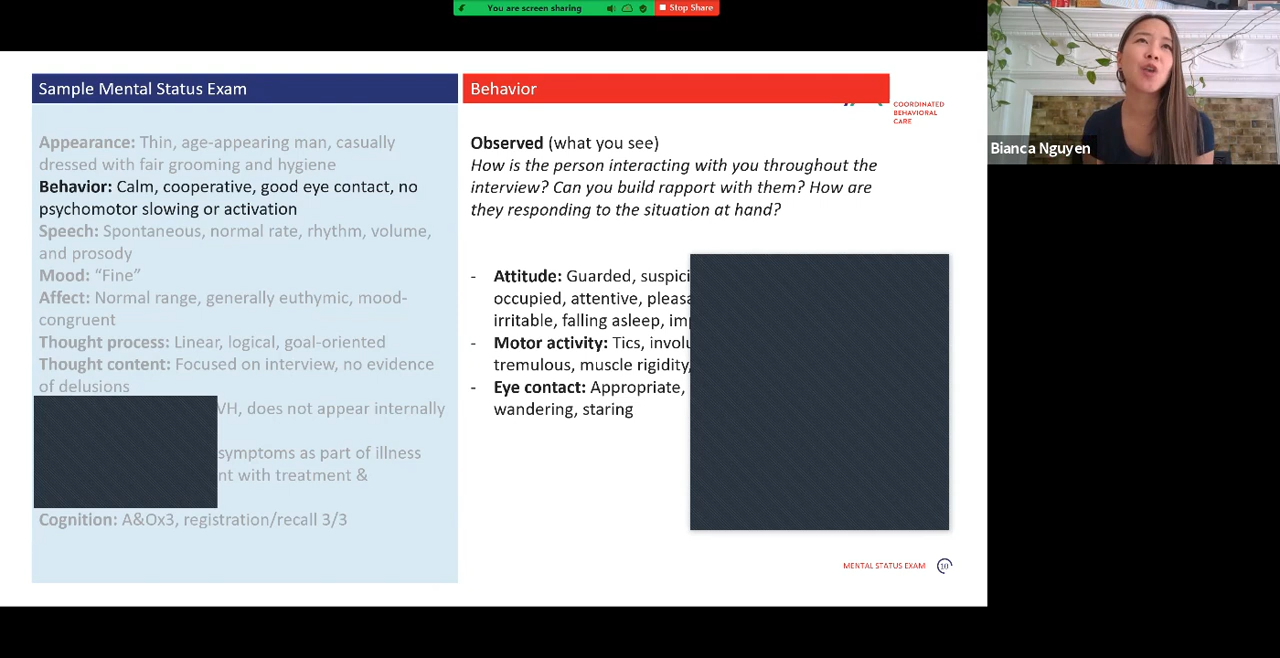 You are screen sharing
Stop Share
Sample Mental Status Exam
Appearance: Thin, age-appearing man, casually
dressed with fair grooming and hygiene
Behavior: Calm, cooperative, good eye contact, no
psychomotor slowing or activation
Speech: Spontaneous, normal rate, rhythm, volume,
and prosody
Mood: “Fine”
Affect: Normal range, generally euthymic, mood-
congruent
Thought process: Linear, logical, goal-oriented
Thought content: Focused on interview, no evidence
of delusions
VH, does not appear internally
symptoms as part of illness
with treatment &
Cognition: A&Ox3, registration/recall 3/3
Behavior
COORDINATED
BEHAVIORAL
CARE
Observed (what you see)
How is the person interacting with you throughout the
interview? Can you build rapport with them? How are
they responding to the situation at hand?
- Attitude: Guarded,
occupied, attentive,
irritable, falling asleep,
- Motor activity: Tics,
tremulous, muscle rigidity,
- Eye contact: Appropriate,
wandering, staring
MENTAL STATUS EXAM 10
Bianca Nguyen